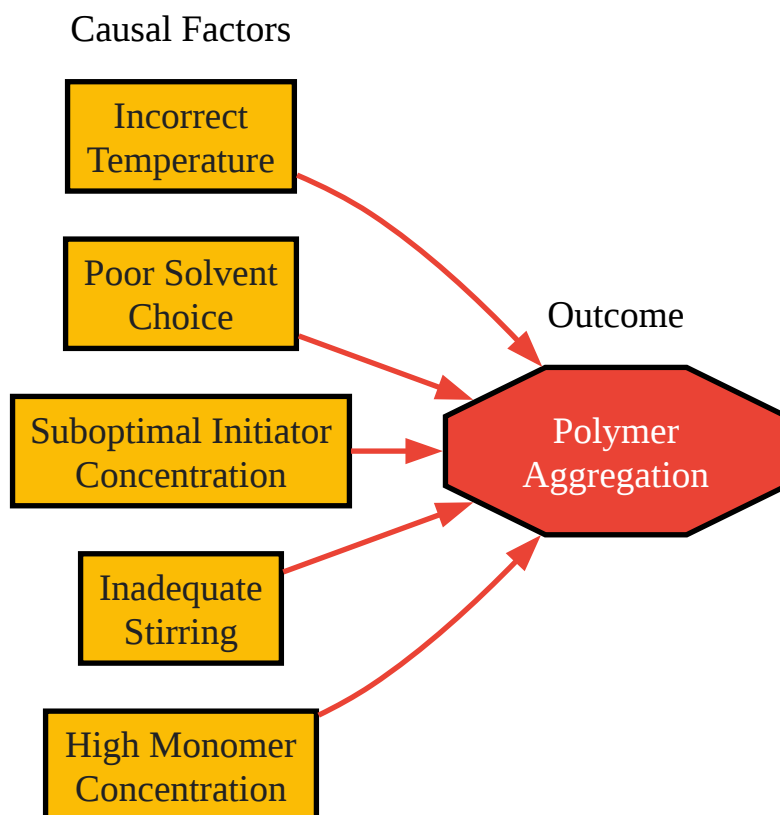 Causal Factors
Incorrect
Temperature
Poor Solvent
Choice
Outcome
Suboptimal Initiator
Concentration
Polymer
Aggregation
Inadequate
Stirring
High Monomer
Concentration